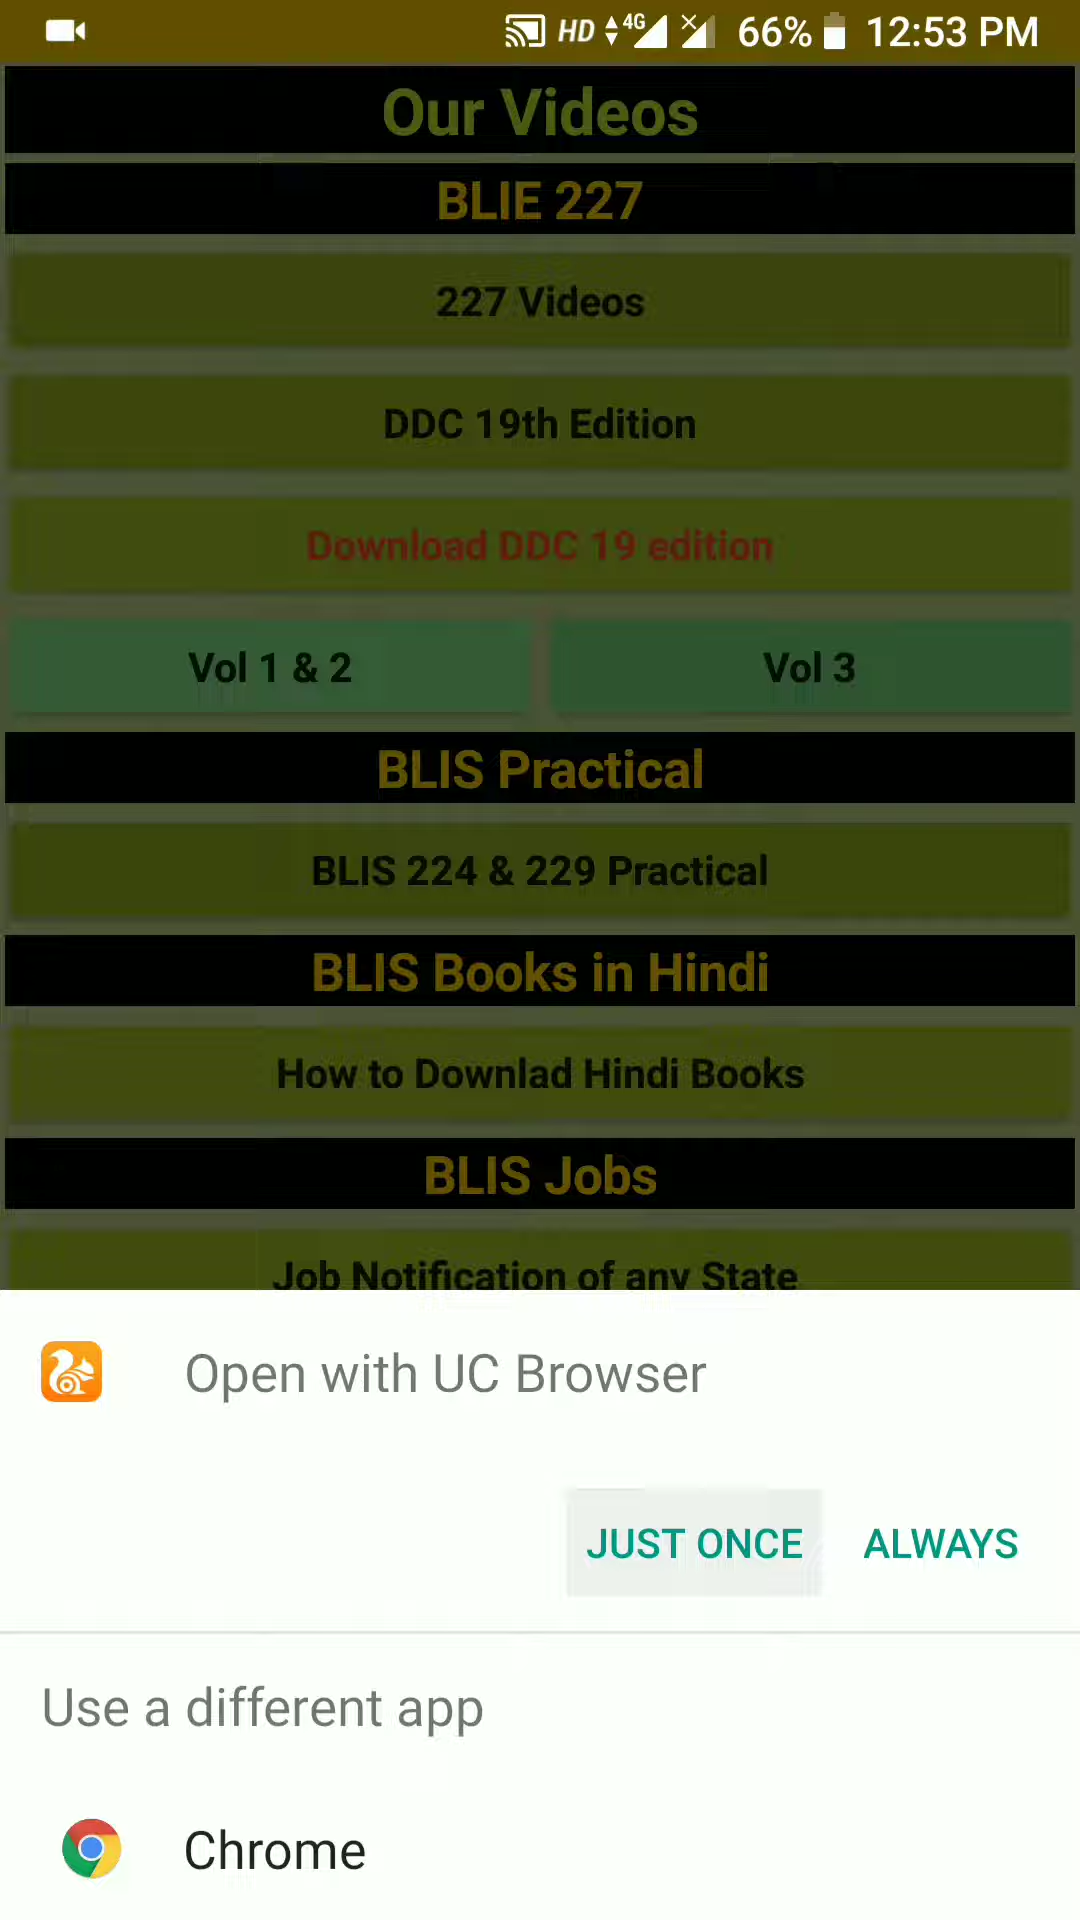 HD 4G 66% 12:53 PM
Our Videos
BLIE 227
227 Videos
DDC 19th Edition
Download DDC 19 edition
Vol 1 & 2 Vol 3
BLIS Practical
BLIS 224 & 229 Practical
BLIS Books in Hindi
How to Downlad Hindi Books
BLIS Jobs
Job Notification of any State
Open with UC Browser
JUST ONCE ALWAYS
Use a different app
Chrome